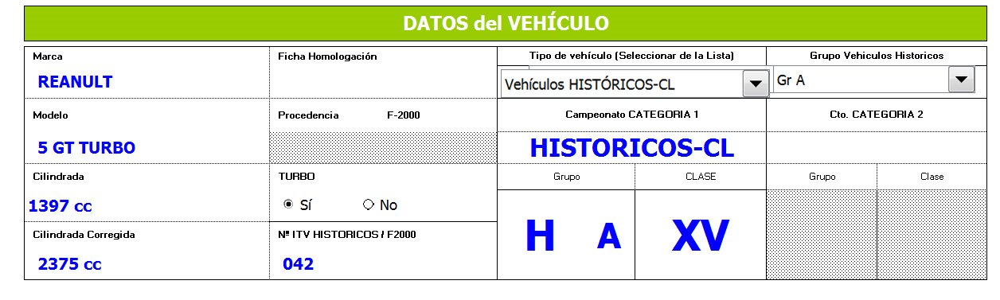 DATOS del VEHÍCULO
Marca
Ficha Homologación
Tipo de vehículo (Seleccionar de la Lista)
Grupo Vehiculos Historicos
REANULT
Vehículos HISTÓRICOS-CL
Gr A
Modelo
Procedencia F-2000
Campeonato CATEGORIA 1
Cto. CATEGORIA 2
5 GT TURBO
HISTORICOS-CL
Cilindrada
TURBO
Grupo
CLASE
Grupo
Clase
1397 cc
Sí No
H A
XV
Cilindrada Corregida
Nº ITV HISTORICOS / F2000
2375 cc
042